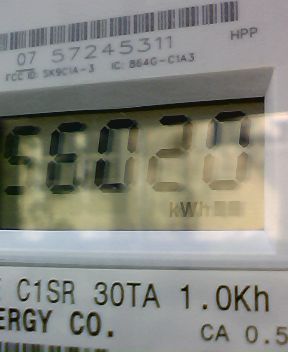 07 57245311 HPP
FCC ID: SK9C1A-3 IC: 864G-C1A3
56020
kWh
C1SR 30TA 1.0Kh
ERGY CO. CA 0.5